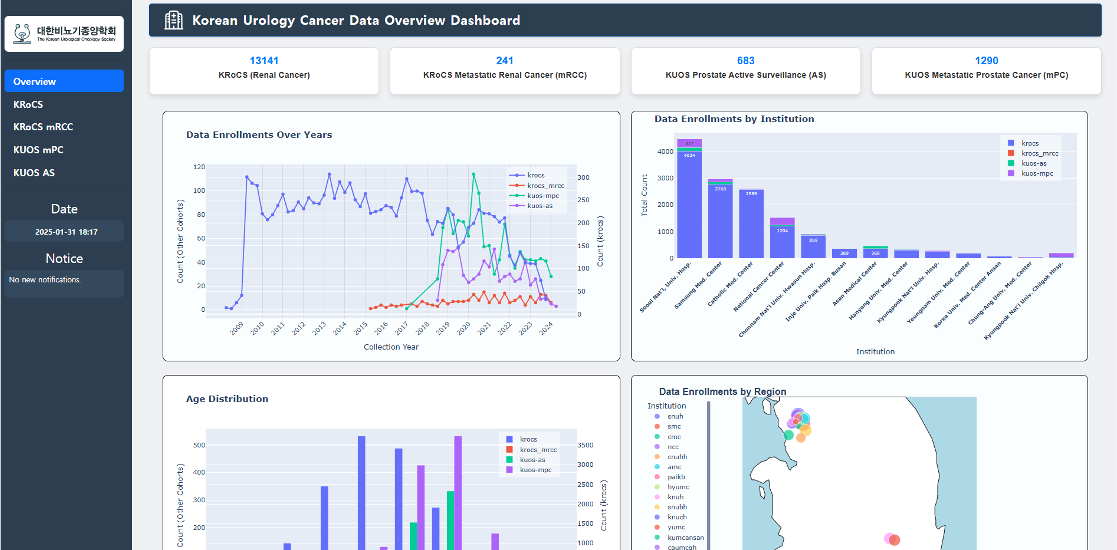 대한비뇨기종양학회
The Korean Urological Oncology Society
Overview
KRoCS
KRoCS mRCC
KUOS mPC
KUOS AS
Date
2025-01-31 18:17
Notice
No new notifications.
Korean Urology Cancer Data Overview Dashboard
13141
KRoCS (Renal Cancer)
241
KRoCS Metastatic Renal Cancer (mRCC)
683
KUOS Prostate Active Surveillance (AS)
1290
KUOS Metastatic Prostate Cancer (mPC)
Data Enrollments Over Years
Count (Other Cohorts)
120
100
80
60
40
20
0
300
250
200
150
100
50
0
Count (krocs)
krocs
krocs_mrcc
kuos-mpc
kuos-as
2009
2010
2011
2012
2013
2014
2015
2016
2017
2018
2019
2020
2021
2022
2023
2024
Collection Year
Data Enrollments by Institution
Total Count
4000
3000
2000
1000
0
krocs
krocs_mrcc
kuos-as
kuos-mpc
4024
2769
2589
1204
816
360
360
Seoul Nat'l. Univ. Hosp.
Samsung Med. Center
Catholic Med. Center
National Cancer Center
Chonnam Nat'l Univ. Hwasun Hosp.
Inje Univ. Paik Hosp. Busan
Asan Medical Center
Hanyang Univ. Med. Center
Kyungpook Nat'l Univ. Hosp.
Yeungnam Univ. Med. Center
Korea Univ. Med. Center Ansan
Chung-Ang Univ. Med. Center
Kyungpook Nat'l Univ. Chilgok Hosp.
Institution
Age Distribution
Count (Other Cohorts)
500
400
300
200
3500
3000
2500
2000
1500
1000
Count (krocs)
krocs
krocs_mrcc
kuos-as
kuos-mpc
Data Enrollments by Region
Institution
snuh
smc
cmc
ncc
cnuhh
amc
paikb
hyumc
knuh
snubh
knuch
yumc
kumcansan
caumcgh